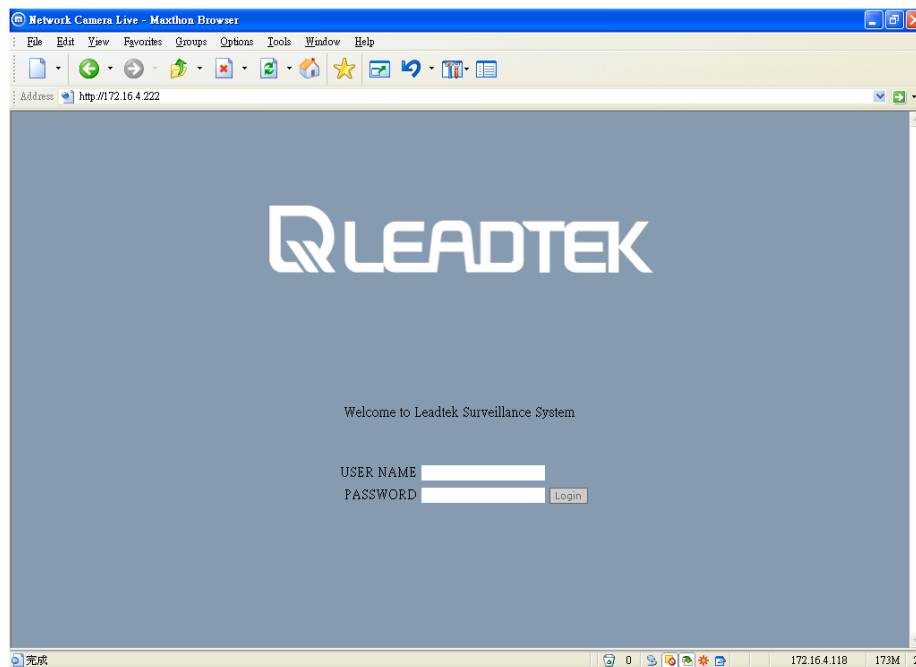 Network Camera Live - Maxthon Browser
File Edit View Favorites Groups Options Tools Window Help
Address http://172.16.4.222
LEADTEK
Welcome to Leadtek Surveillance System
USER NAME
PASSWORD Login
完成 0 172.16.4.118 173M